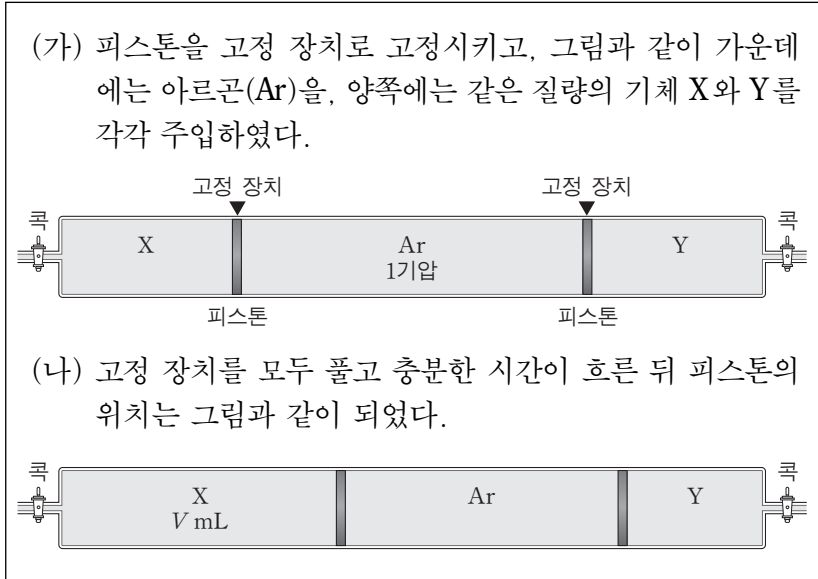 (가) 피스톤을 고정 장치로 고정시키고, 그림과 같이 가운데
에는 아르곤(Ar)을, 양쪽에는 같은 질량의 기체 X와 Y를
각각 주입하였다.
고정 장치 고정 장치
콕 콕
X Ar Y
1기압
피스톤 피스톤
(나) 고정 장치를 모두 풀고 충분한 시간이 흐른 뒤 피스톤의
위치는 그림과 같이 되었다.
콕 콕
X Ar Y
V mL